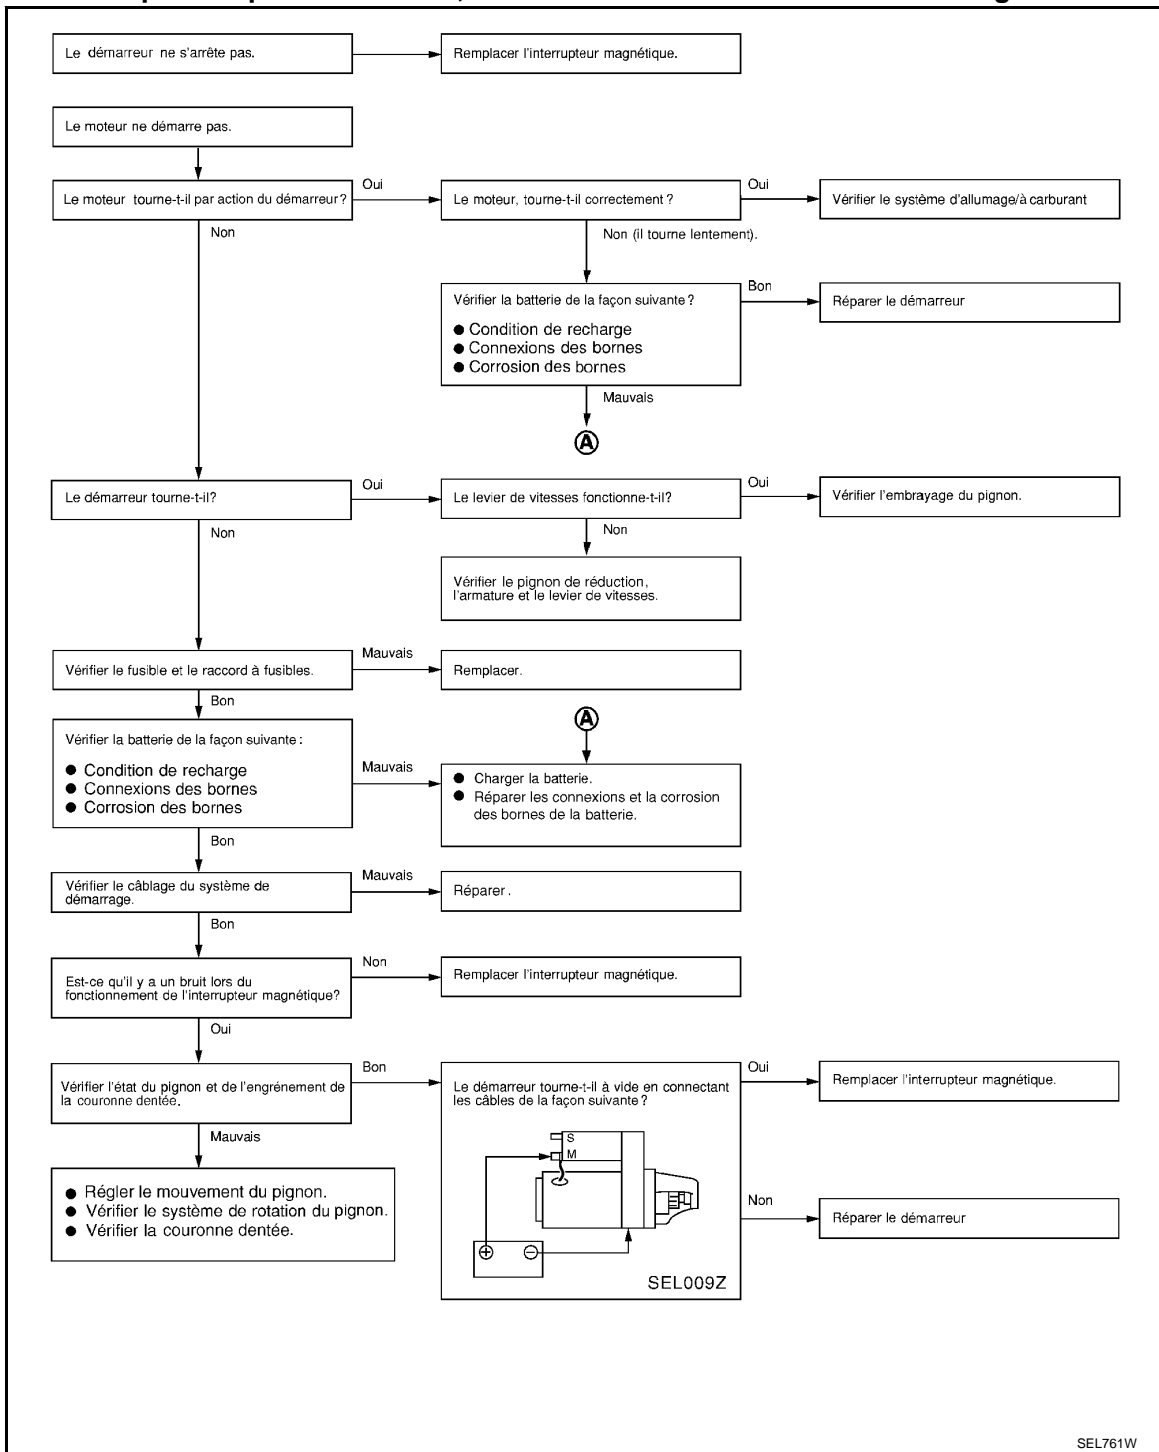 Le démarreur ne s'arrête pas.
Remplacer l'interrupteur magnétique.
Le moteur ne démarre pas.
Le moteur tourne-t-il par action du démarreur?
Oui
Le moteur, tourne-t-il correctement?
Oui
Vérifier le système d'allumage/à carburant
Non
Non (il tourne lentement).
Vérifier la batterie de la façon suivante?
● Condition de recharge
● Connexions des bornes
● Corrosion des bornes
Bon
Réparer le démarreur
Mauvais
A
Le démarreur tourne-t-il?
Oui
Le levier de vitesses fonctionne-t-il?
Oui
Vérifier l'embrayage du pignon.
Non
Non
Vérifier le pignon de réduction,
l'armature et le levier de vitesses.
Vérifier le fusible et le raccord à fusibles.
Mauvais
Remplacer.
Bon
A
Vérifier la batterie de la façon suivante:
● Condition de recharge
● Connexions des bornes
● Corrosion des bornes
Mauvais
● Charger la batterie.
● Réparer les connexions et la corrosion
des bornes de la batterie.
Bon
Vérifier le câblage du système de
démarrage.
Mauvais
Réparer.
Bon
Est-ce qu'il y a un bruit lors du
fonctionnement de l'interrupteur magnétique?
Non
Remplacer l'interrupteur magnétique.
Oui
Vérifier l'état du pignon et de l'engrénement de
la couronne dentée.
Bon
Le démarreur tourne-t-il à vide en connectant
les câbles de la façon suivante?
S
M
+
−
SEL009Z
Oui
Remplacer l'interrupteur magnétique.
Non
Réparer le démarreur
Mauvais
● Régler le mouvement du pignon.
● Vérifier le système de rotation du pignon.
● Vérifier la couronne dentée.
SEL761W